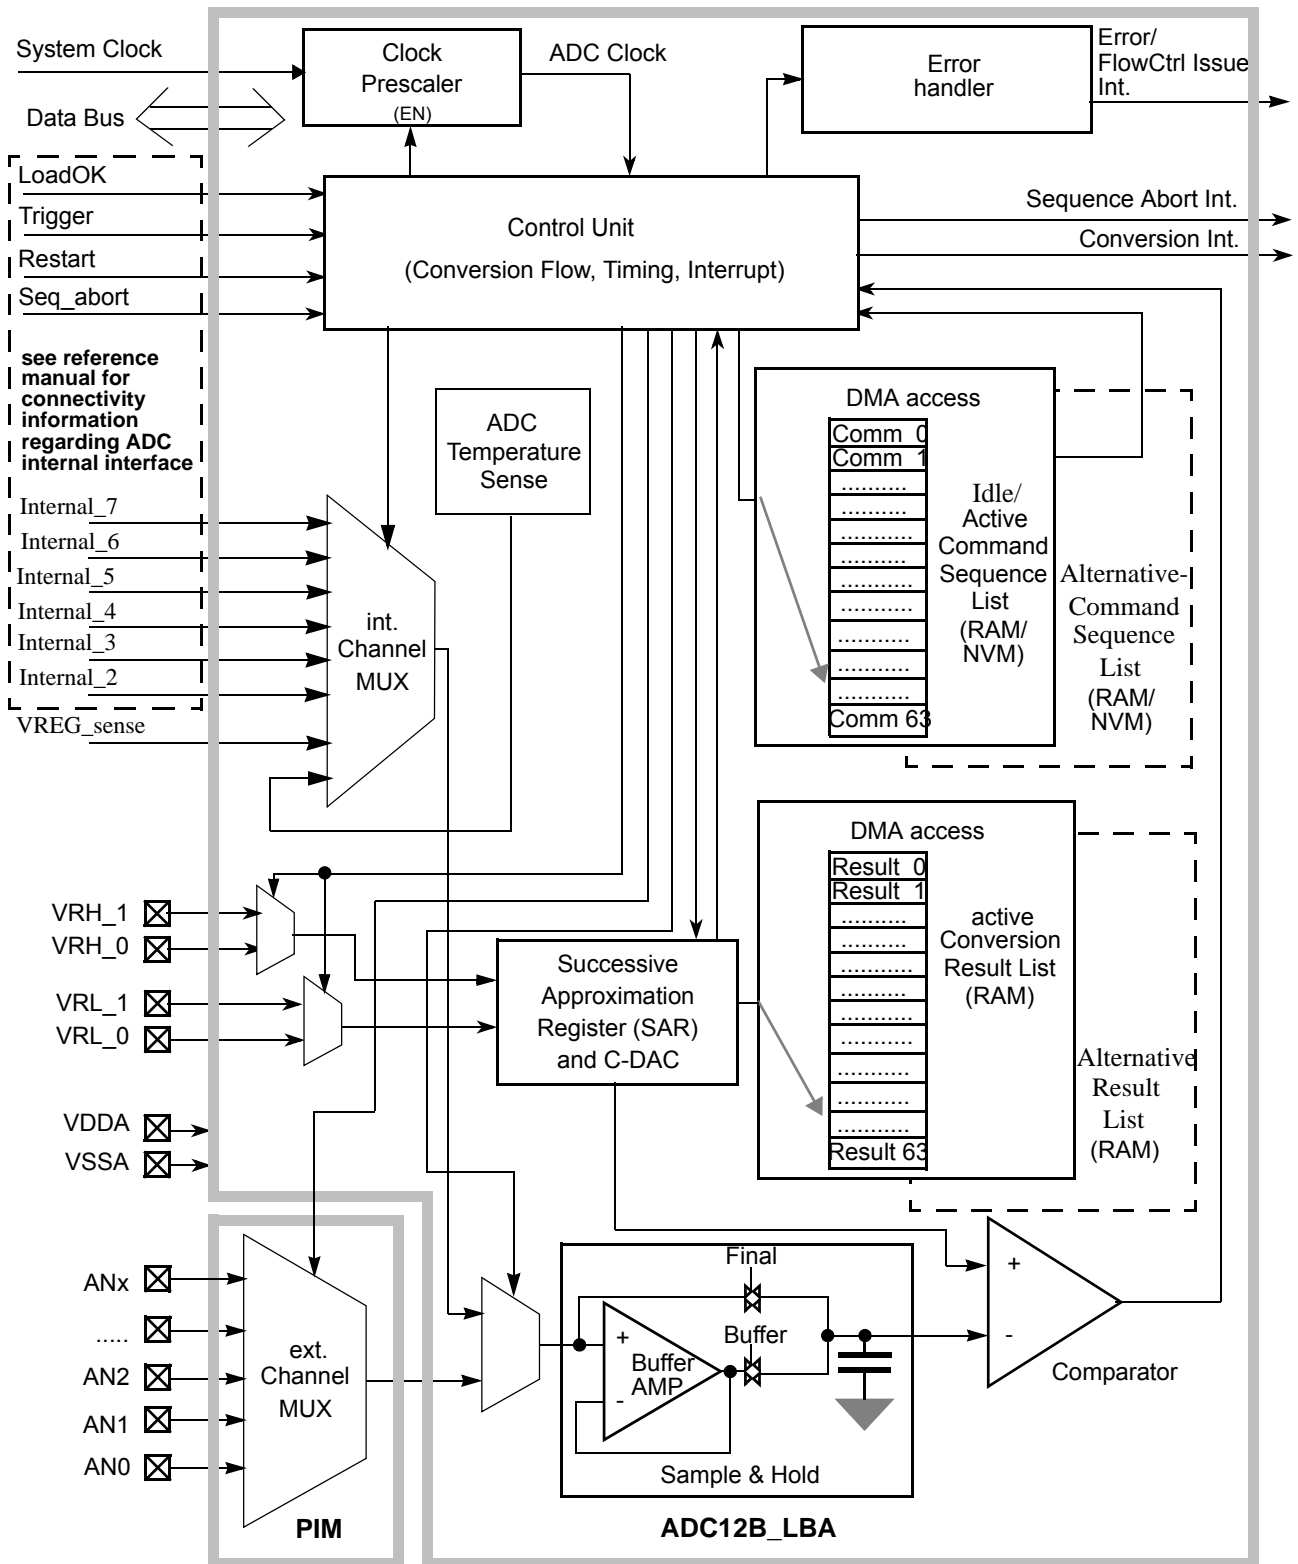 System Clock
Clock
Prescaler
(EN)
ADC Clock
Error
handler
Error/
FlowCtrl Issue
Int.
Data Bus
LoadOK
Trigger
Restart
Seq_abort
Control Unit
(Conversion Flow, Timing, Interrupt)
Sequence Abort Int.
Conversion Int.
see reference
manual for
connectivity
information
regarding ADC
internal interface
ADC
Temperature
Sense
DMA access
Comm 0
Comm 1
..........
..........
...........
..........
...........
...........
...........
...........
...........
Comm 63
Idle/
Active
Command
Sequence
List
(RAM/
NVM)
Alternative-
Command
Sequence
List
(RAM/
NVM)
Internal_7
Internal_6
Internal_5
Internal_4
Internal_3
Internal_2
VREG_sense
int.
Channel
MUX
DMA access
Result 0
Result 1
..........
..........
...........
..........
..........
...........
...........
...........
...........
Result 63
active
Conversion
Result List
(RAM)
Alternative
Result
List
(RAM)
VRH_1
VRH_0
VRL_1
VRL_0
Successive
Approximation
Register (SAR)
and C-DAC
VDDA
VSSA
ANx
.....
AN2
AN1
AN0
ext.
Channel
MUX
PIM
Final
Buffer
+
Buffer
AMP
-
Sample & Hold
+
-
Comparator
ADC12B_LBA